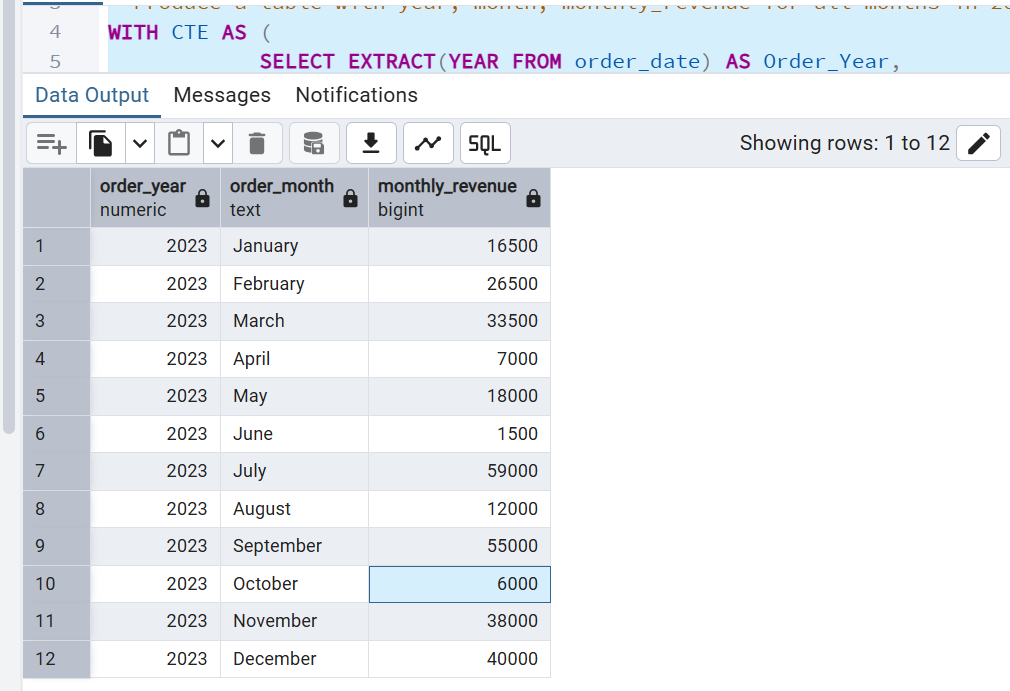 Produce a table with year, month, monthly_revenue for all months in
4 WITH CTE AS (
5 SELECT EXTRACT(YEAR FROM order_date) AS Order_Year,
Data Output Messages Notifications
SQL Showing rows: 1 to 12
order_year order_month monthly_revenue
numeric text bigint
1 2023 January 16500
2 2023 February 26500
3 2023 March 33500
4 2023 April 7000
5 2023 May 18000
6 2023 June 1500
7 2023 July 59000
8 2023 August 12000
9 2023 September 55000
10 2023 October 6000
11 2023 November 38000
12 2023 December 40000